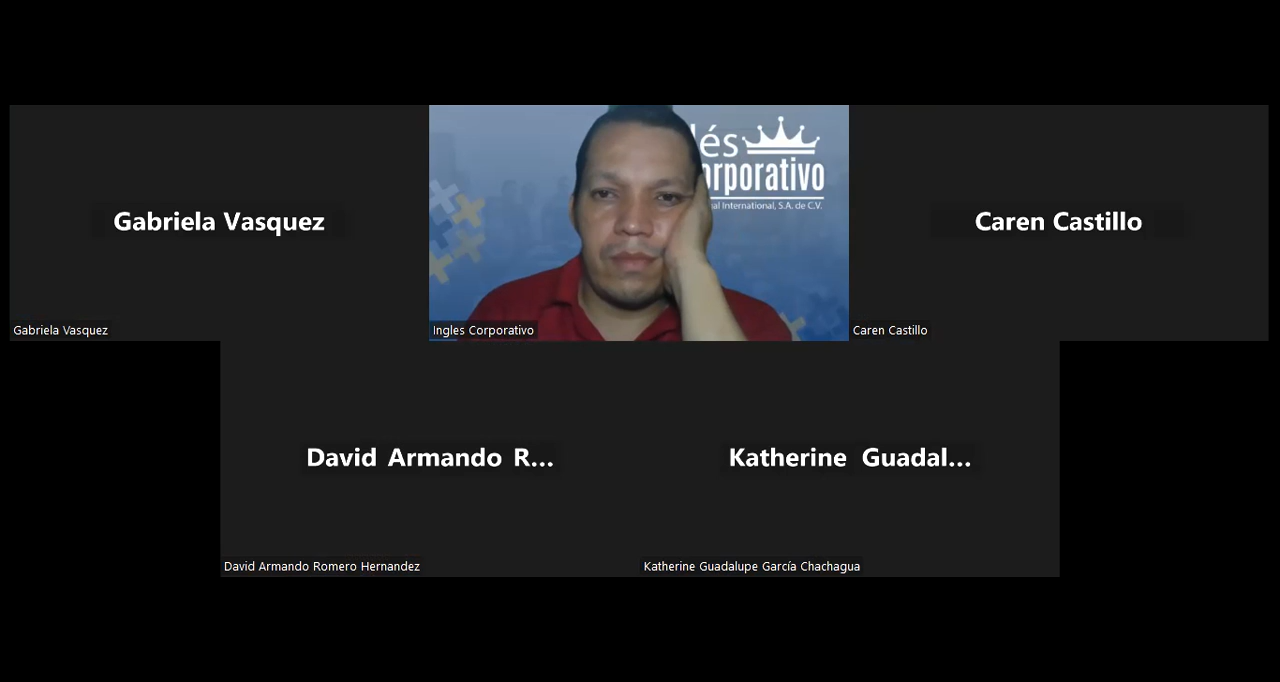 Gabriela Vasquez
Gabriela Vasquez
lés
orporativo
al International, S.A. de C.V.
Ingles Corporativo
Caren Castillo
Caren Castillo
David Armando R...
David Armando Romero Hernandez
Katherine Guadal...
Katherine Guadalupe García Chachagua